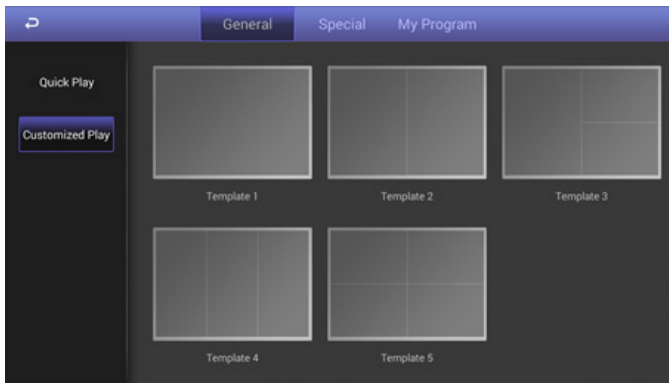 General
Special
My Program
Quick Play
Customized Play
Template 1
Template 2
Template 3
Template 4
Template 5